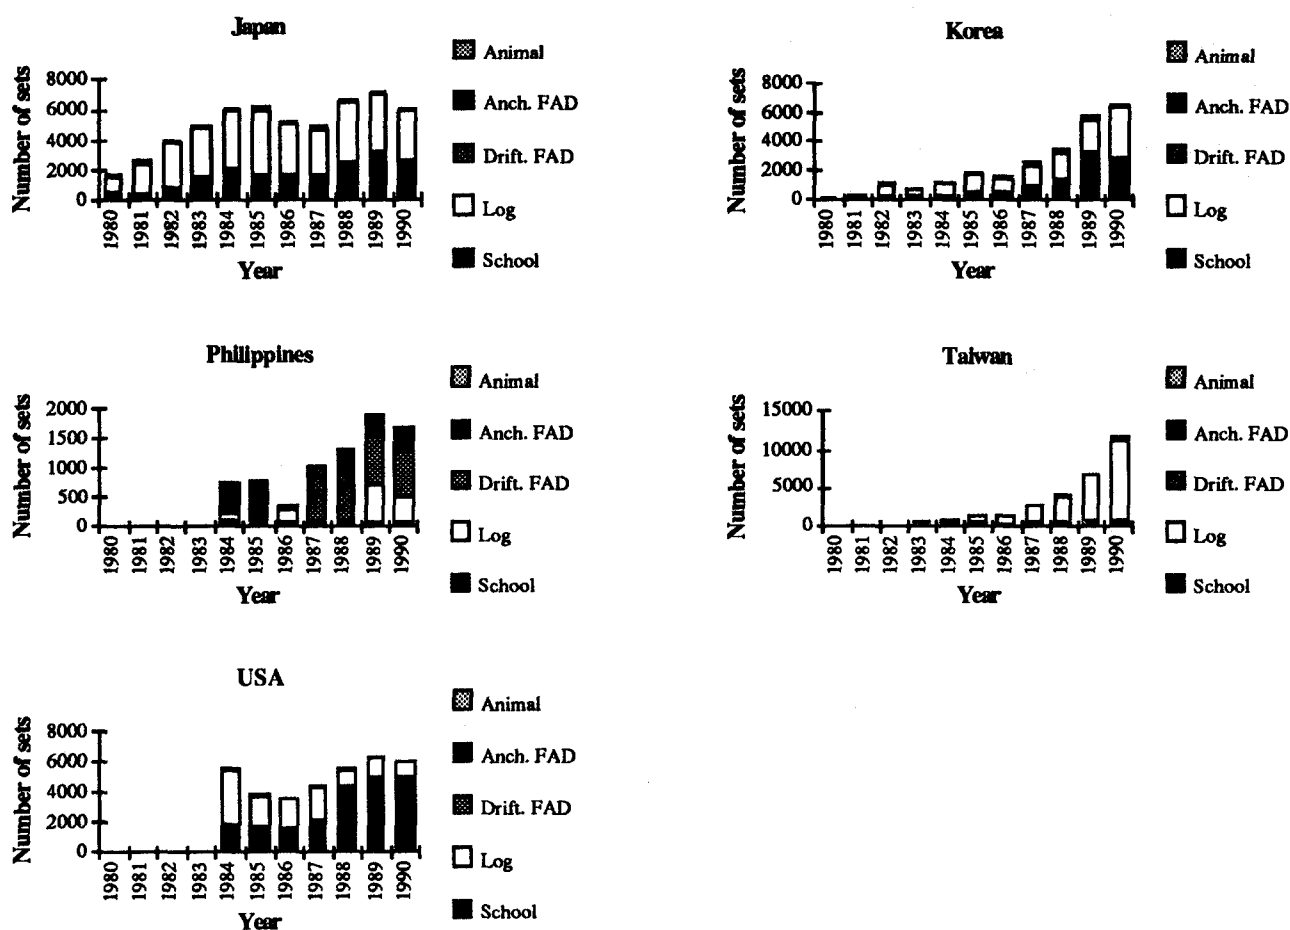 Japan
Number of sets
8000
6000
4000
2000
0
1980
1981
1982
1983
1984
1985
1986
1987
1988
1989
1990
Year
Animal
Anch. FAD
Drift. FAD
Log
School
Korea
Number of sets
8000
6000
4000
2000
0
1980
1981
1982
1983
1984
1985
1986
1987
1988
1989
1990
Year
Animal
Anch. FAD
Drift. FAD
Log
School
Philippines
Number of sets
2000
1500
1000
500
0
1980
1981
1982
1983
1984
1985
1986
1987
1988
1989
1990
Year
Animal
Anch. FAD
Drift. FAD
Log
School
Taiwan
Number of sets
15000
10000
5000
0
1980
1981
1982
1983
1984
1985
1986
1987
1988
1989
1990
Year
Animal
Anch. FAD
Drift. FAD
Log
School
USA
Number of sets
8000
6000
4000
2000
0
1980
1981
1982
1983
1984
1985
1986
1987
1988
1989
1990
Year
Animal
Anch. FAD
Drift. FAD
Log
School